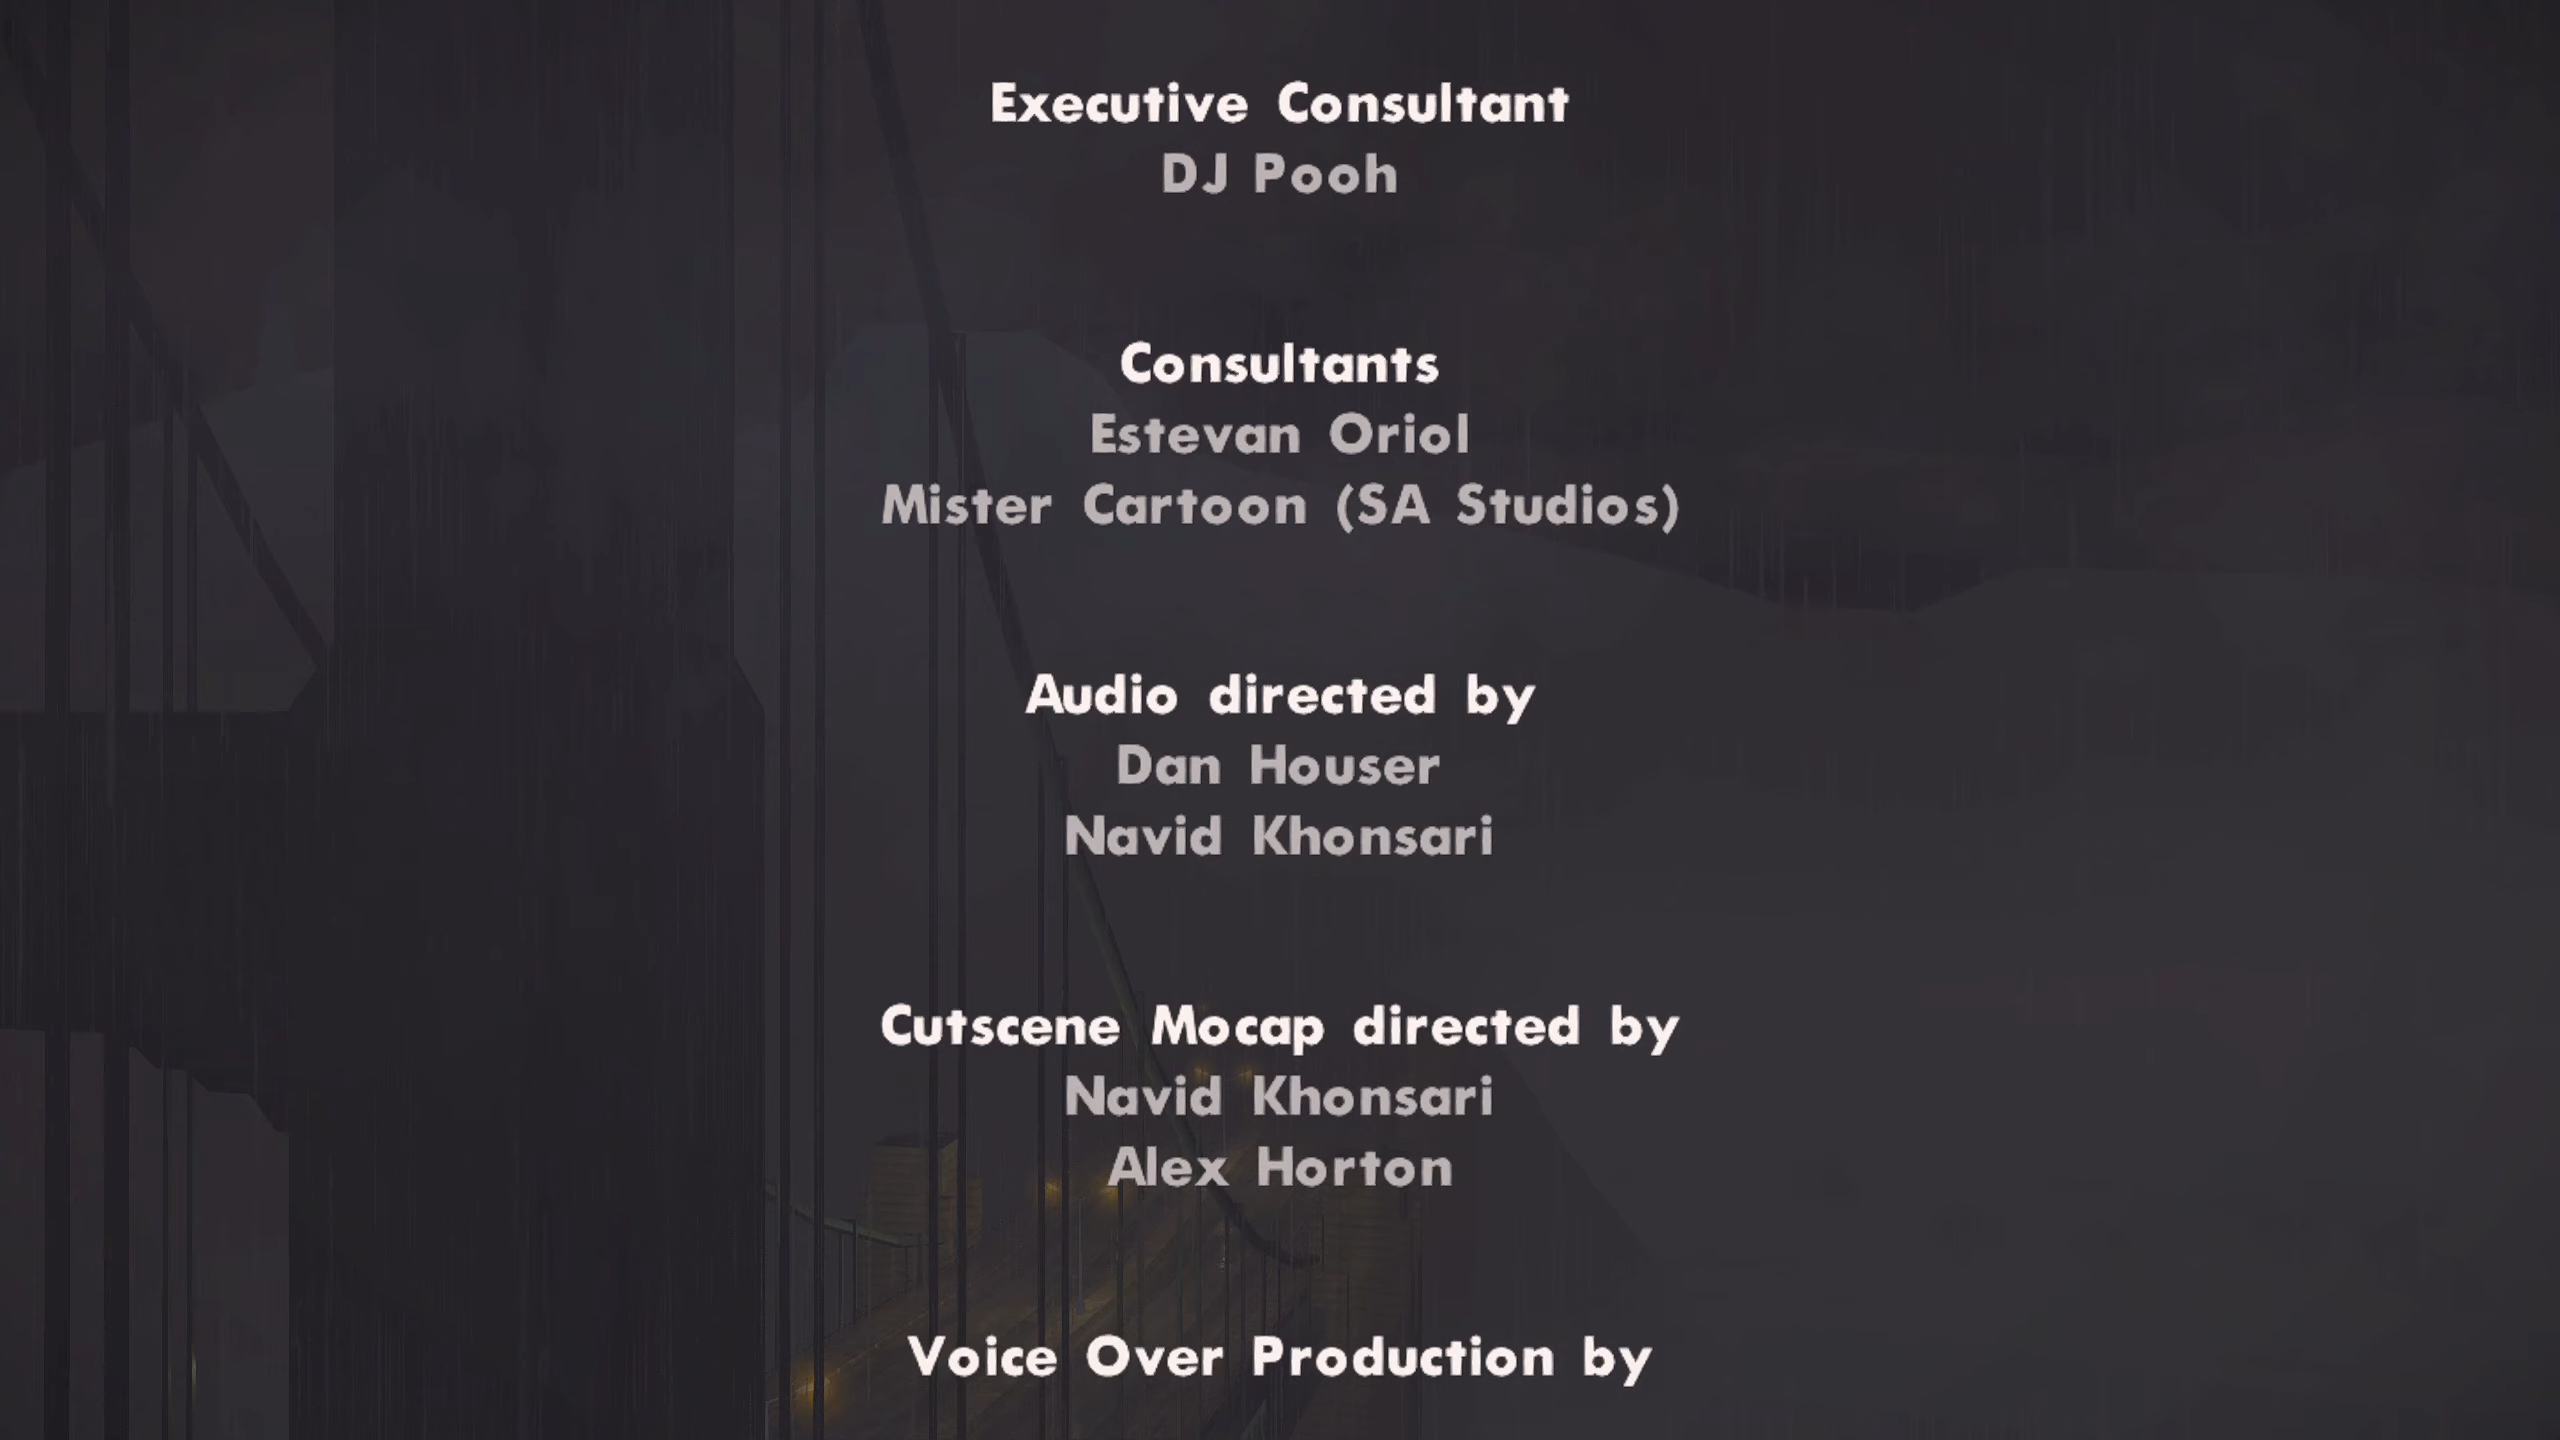 Executive Consultant
DJ Pooh
Consultants
Estevan Oriol
Mister Cartoon (SA Studios)
Audio directed by
Dan Houser
Navid Khonsari
Cutscene Mocap directed by
Navid Khonsari
Alex Horton
Voice Over Production by